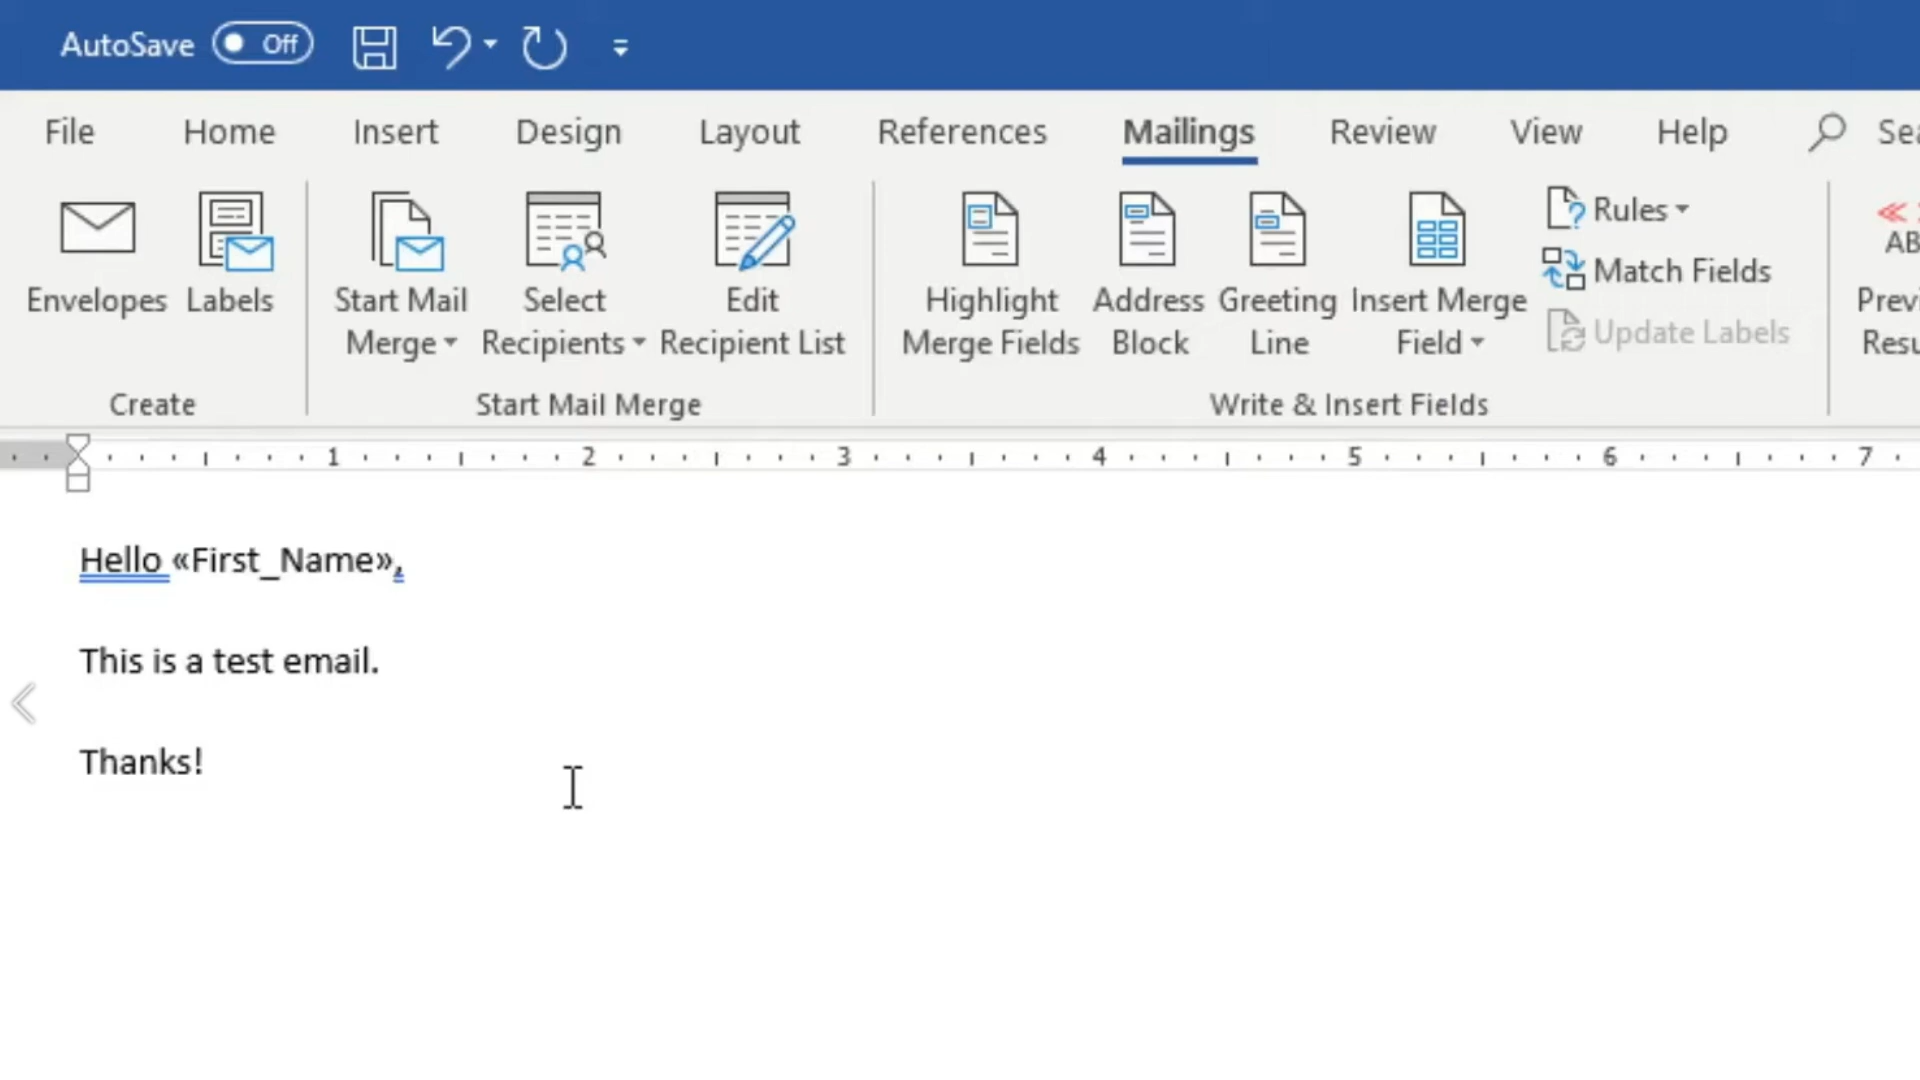 AutoSave Off
File Home Insert Design Layout References Mailings Review View Help
Envelopes Labels Start Mail Merge Select Recipients Edit Recipient List Highlight Merge Fields Address Block Greeting Line Insert Merge Field Rules
Match Fields
Update Labels
Create Start Mail Merge Write & Insert Fields
1 2 3 4 5 6 7
Hello «First_Name»,
This is a test email.
Thanks!